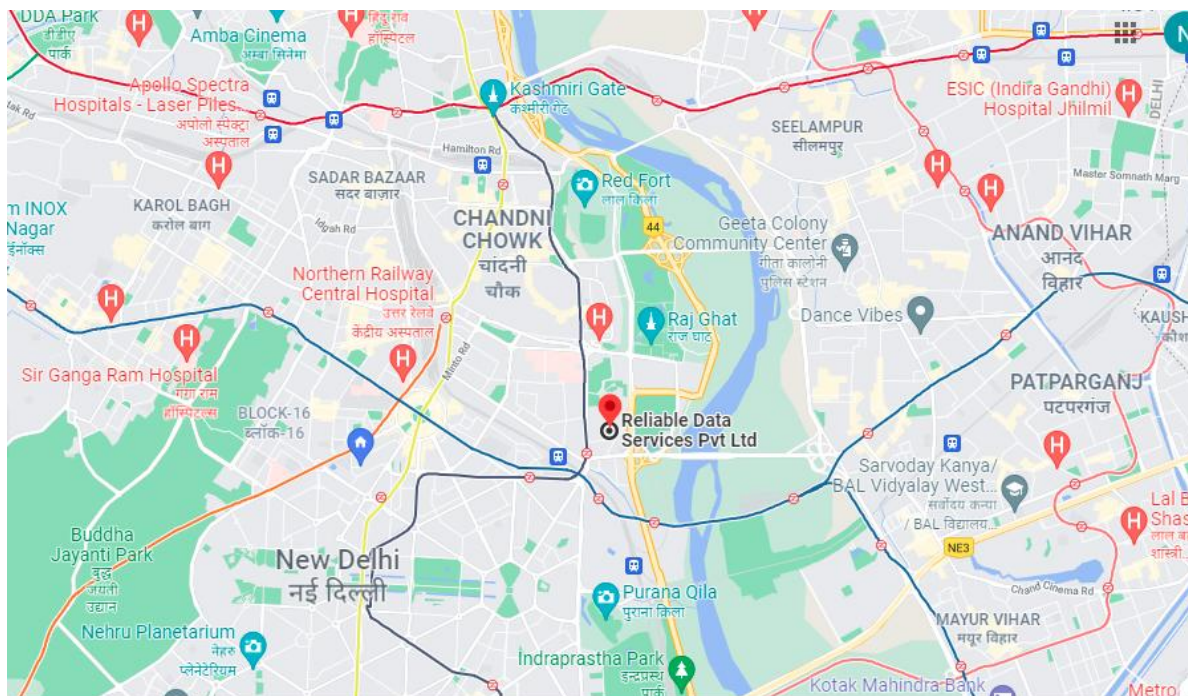 DDA Park
डीडीए
पार्क
Amba Cinema
अम्बा सिनेमा
हिंदू राव
हॉस्पिटल
N
Kashmiri Gate
कश्मीरी गेट
Apollo Spectra
Hospitals - Laser Piles...
अपोलो स्पेक्ट्रा
अस्पताल
ESIC (Indira Gandhi)
Hospital Jhilmil
DELHI
SEELAMPUR
सीलमपुर
Hamilton Rd
Master Somnath Marg
SADAR BAZAAR
सदर बाज़ार
Red Fort
लाल किला
KAROL BAGH
करोल बाग
Idgah Rd
m INOX
Nagar
CHANDNI
CHOWK
चांदनी
चौक
44
Geeta Colony
Community Center
गीता कालोनी
पुलिस स्टेशन
ANAND VIHAR
आनंद
विहार
Northern Railway
Central Hospital
उत्तर रेलवे
केंद्रीय अस्पताल
Raj Ghat
राज घाट
Dance Vibes
KAUSH
कौश
Minto Rd
Sir Ganga Ram Hospital
गंगा राम
हॉस्पिटल्स
PATPARGANJ
पटपरगंज
BLOCK-16
ब्लॉक-16
Reliable Data
Services Pvt Ltd
Sarvoday Kanya/
BAL Vidyalay West...
सर्वोदय कन्या
/ BAL विद्यालय...
Lal B
Shas
लाल बा
शास्त्री...
Buddha
Jayanti Park
बुद्ध
जयंती
उद्यान
New Delhi
नई दिल्ली
NE3
Purana Qila
पुराना क़िला
Chand Cinema Rd
MAYUR VIHAR
मयूर विहार
Nehru Planetarium
नेहरु
प्लेनेटेरियम
Indraprastha Park
इन्द्रप्रस्थ
पार्क
Kotak Mahindra Bank
Metro